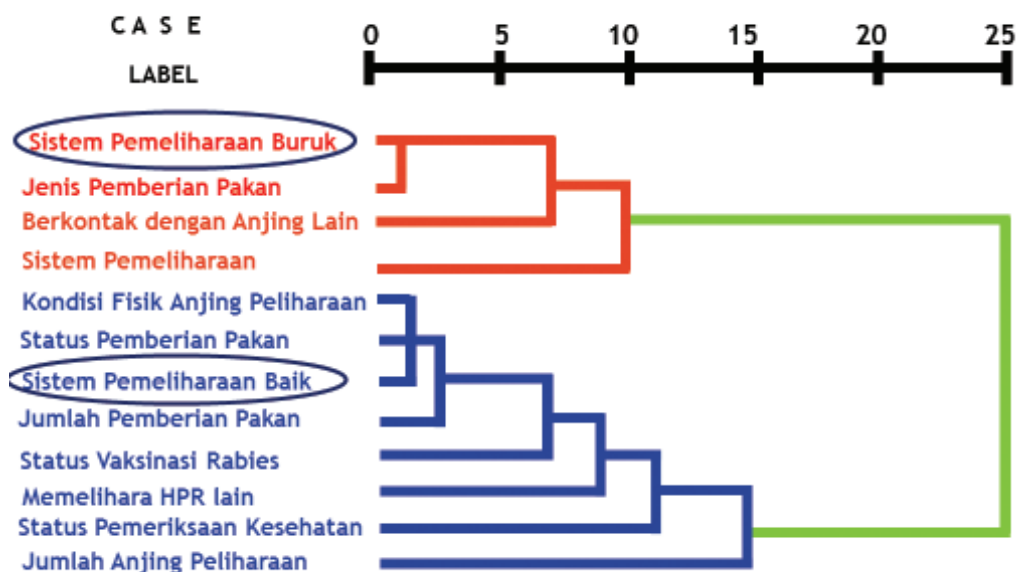 C A S E
LABEL
0 5 10 15 20 25
Sistem Pemeliharaan Buruk
Jenis Pemberian Pakan
Berkontak dengan Anjing Lain
Sistem Pemeliharaan
Kondisi Fisik Anjing Peliharaan
Status Pemberian Pakan
Sistem Pemeliharaan Baik
Jumlah Pemberian Pakan
Status Vaksinasi Rabies
Memelihara HPR lain
Status Pemeriksaan Kesehatan
Jumlah Anjing Peliharaan